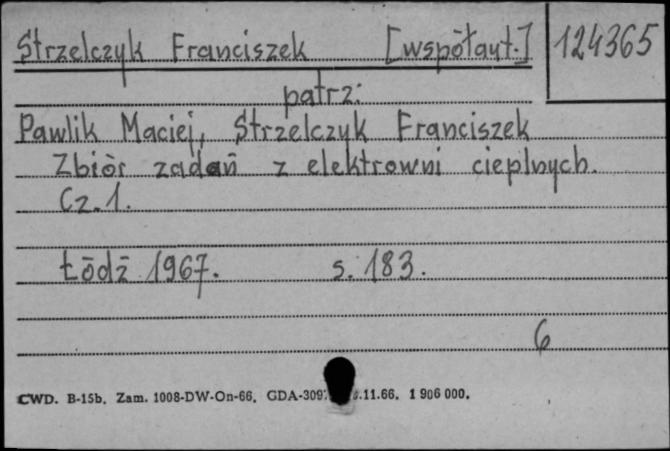 Strzelczyk Franciszek [współaut.] 124365
patrz:
Pawlik Maciej, Strzelczyk Franciszek
Zbiór zadań z elektrowni cieplnych.
Cz. 1.
Łódź 1967. s. 183.
6
CWD. B-15b. Zam. 1008-DW-On-66. GDA-309 .11.66. 1 906 000.